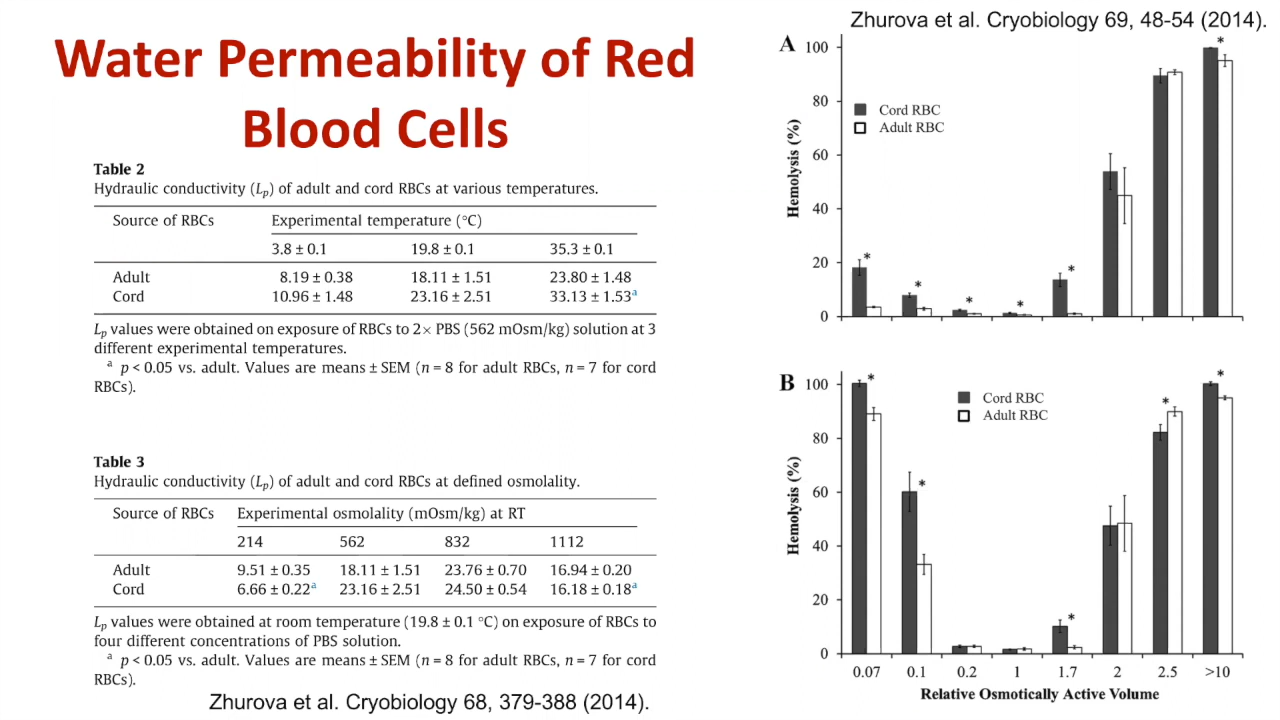 Zhurova et al. Cryobiology 69, 48-54 (2014).
Water Permeability of Red
Blood Cells
Table 2
Hydraulic conductivity (Lp) of adult and cord RBCs at various temperatures.
Source of RBCs Experimental temperature (°C)
3.8 ± 0.1 19.8 ± 0.1 35.3 ± 0.1
Adult 8.19 ± 0.38 18.11 ± 1.51 23.80 ± 1.48
Cord 10.96 ± 1.48 23.16 ± 2.51 33.13 ± 1.53a
Lp values were obtained on exposure of RBCs to 2× PBS (562 mOsm/kg) solution at 3
different experimental temperatures.
a p < 0.05 vs. adult. Values are means ± SEM (n = 8 for adult RBCs, n = 7 for cord
RBCs).
Table 3
Hydraulic conductivity (Lp) of adult and cord RBCs at defined osmolality.
Source of RBCs Experimental osmolality (mOsm/kg) at RT
214 562 832 1112
Adult 9.51 ± 0.35 18.11 ± 1.51 23.76 ± 0.70 16.94 ± 0.20
Cord 6.66 ± 0.22a 23.16 ± 2.51 24.50 ± 0.54 16.18 ± 0.18a
Lp values were obtained at room temperature (19.8 ± 0.1 °C) on exposure of RBCs to
four different concentrations of PBS solution.
a p < 0.05 vs. adult. Values are means ± SEM (n = 8 for adult RBCs, n = 7 for cord
RBCs).
Zhurova et al. Cryobiology 68, 379-388 (2014).
A
Hemolysis (%)
100
80
60
40
20
0
Cord RBC
Adult RBC
* * * * * *
B
Hemolysis (%)
100
80
60
40
20
0
Cord RBC
Adult RBC
* * * * *
0.07 0.1 0.2 1 1.7 2 2.5 >10
Relative Osmotically Active Volume